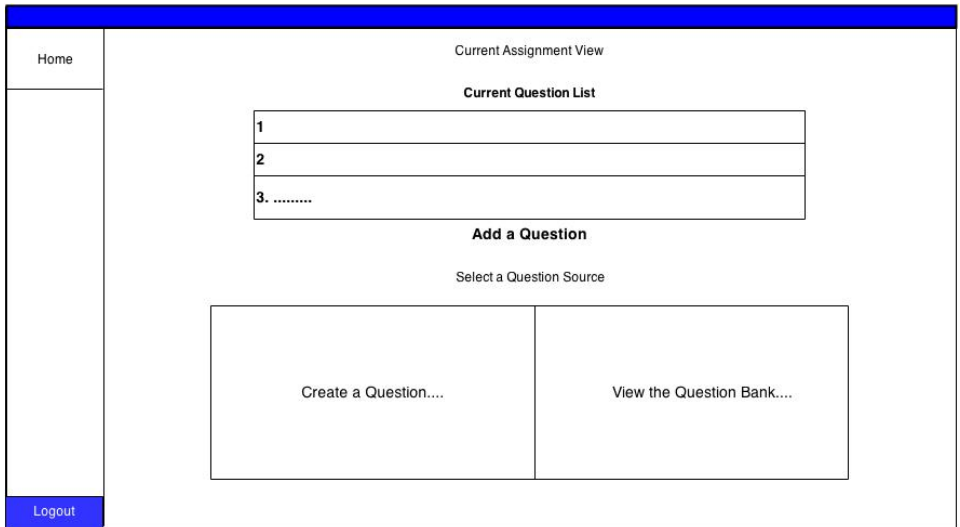 Home
Current Assignment View
Current Question List
1
2
3. .........
Add a Question
Select a Question Source
Create a Question....
View the Question Bank....
Logout